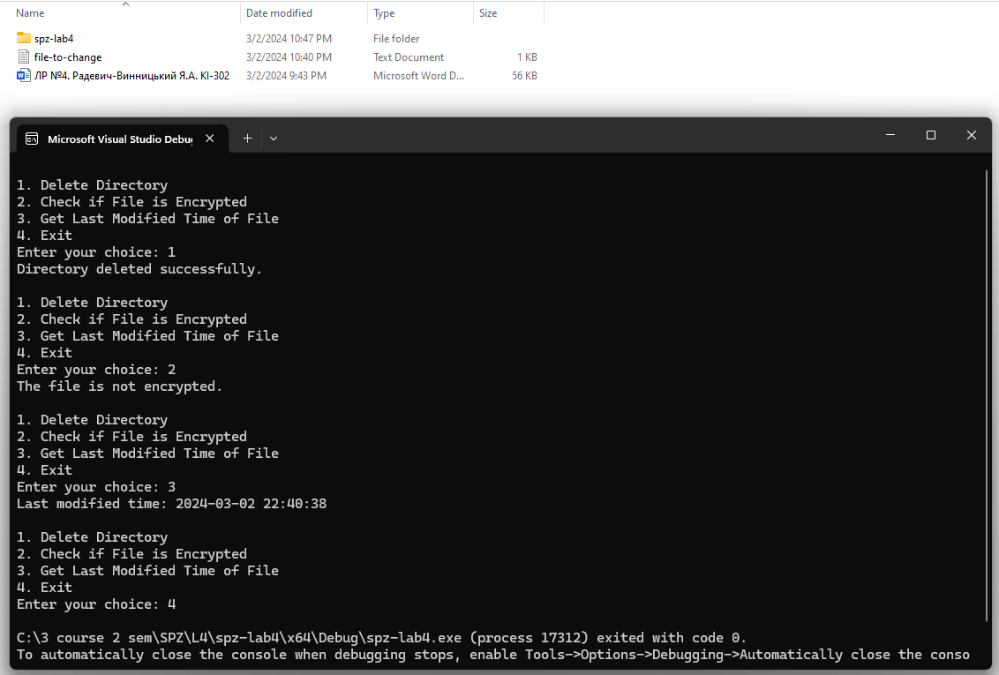 Name Date modified Type Size
spz-lab4 3/2/2024 10:47 PM File folder
file-to-change 3/2/2024 10:40 PM Text Document 1 KB
ЛР №4. Радевич-Винницький Я.А. КІ-302 3/2/2024 9:43 PM Microsoft Word D... 56 KB
Microsoft Visual Studio Debu
1. Delete Directory
2. Check if File is Encrypted
3. Get Last Modified Time of File
4. Exit
Enter your choice: 1
Directory deleted successfully.
1. Delete Directory
2. Check if File is Encrypted
3. Get Last Modified Time of File
4. Exit
Enter your choice: 2
The file is not encrypted.
1. Delete Directory
2. Check if File is Encrypted
3. Get Last Modified Time of File
4. Exit
Enter your choice: 3
Last modified time: 2024-03-02 22:40:38
1. Delete Directory
2. Check if File is Encrypted
3. Get Last Modified Time of File
4. Exit
Enter your choice: 4
C:\3 course 2 sem\SPZ\L4\spz-lab4\x64\Debug\spz-lab4.exe (process 17312) exited with code 0.
To automatically close the console when debugging stops, enable Tools->Options->Debugging->Automatically close the conso